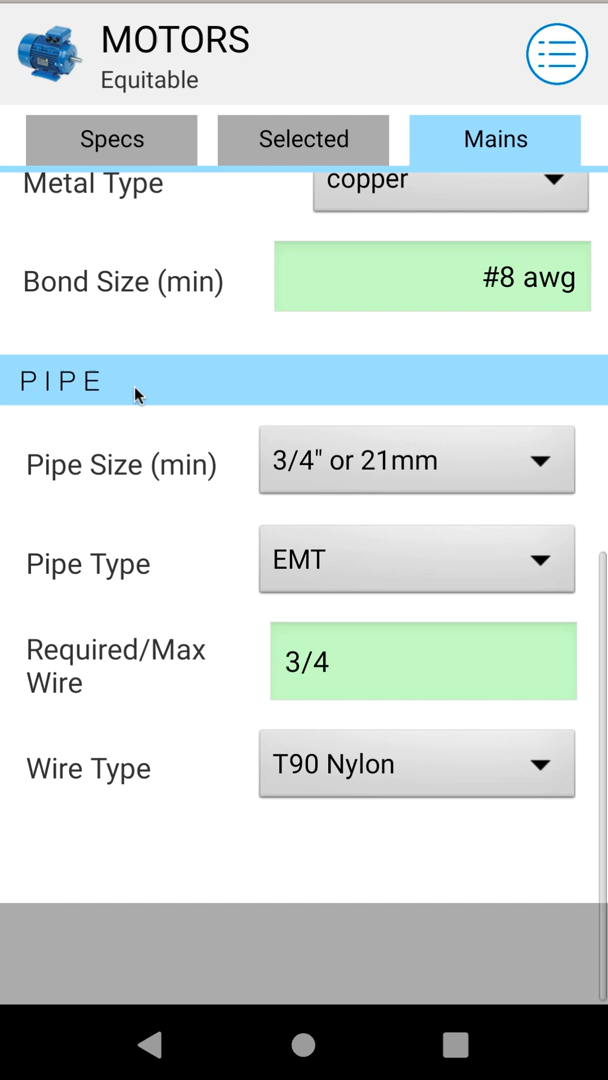 MOTORS
Equitable
Specs
Selected
Mains
Metal Type
copper
Bond Size (min)
#8 awg
PIPE
Pipe Size (min)
3/4" or 21mm
Pipe Type
EMT
Required/Max
Wire
3/4
Wire Type
T90 Nylon